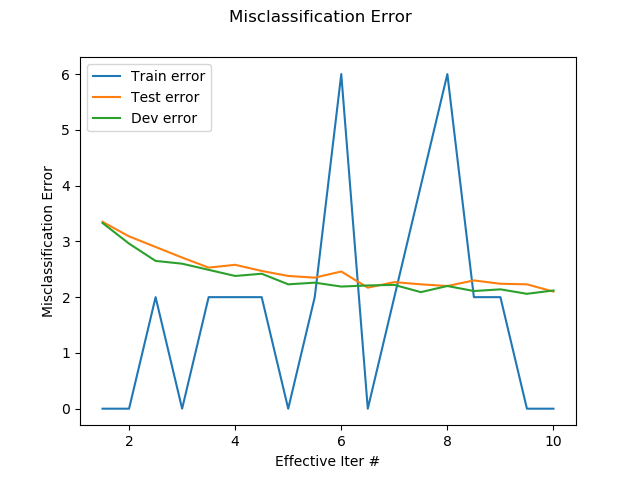 Misclassification Error
Train error
Test error
Dev error
Misclassification Error
6
5
4
3
2
1
0
2
4
6
8
10
Effective Iter #